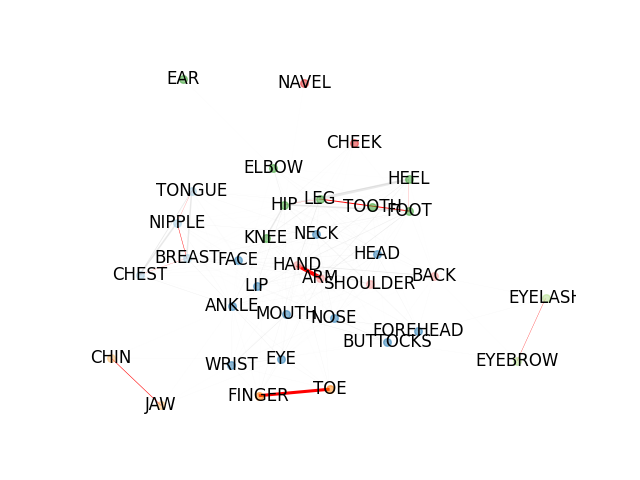 EAR
NAVEL
CHEEK
ELBOW
HEEL
TONGUE
LEG
HIP
TOOTH
FOOT
NIPPLE
NECK
KNEE
HEAD
BREAST
FACE
HAND
CHEST
ARM
BACK
SHOULDER
LIP
EYELASH
ANKLE
MOUTH
NOSE
FOREHEAD
BUTTOCKS
CHIN
EYE
EYEBROW
WRIST
TOE
FINGER
JAW